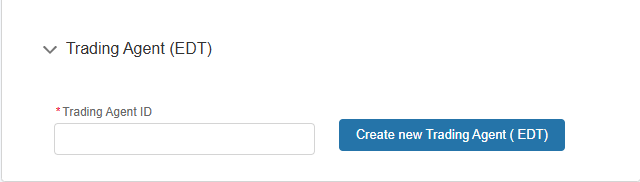 Trading Agent (EDT)
*Trading Agent ID
Create new Trading Agent ( EDT)